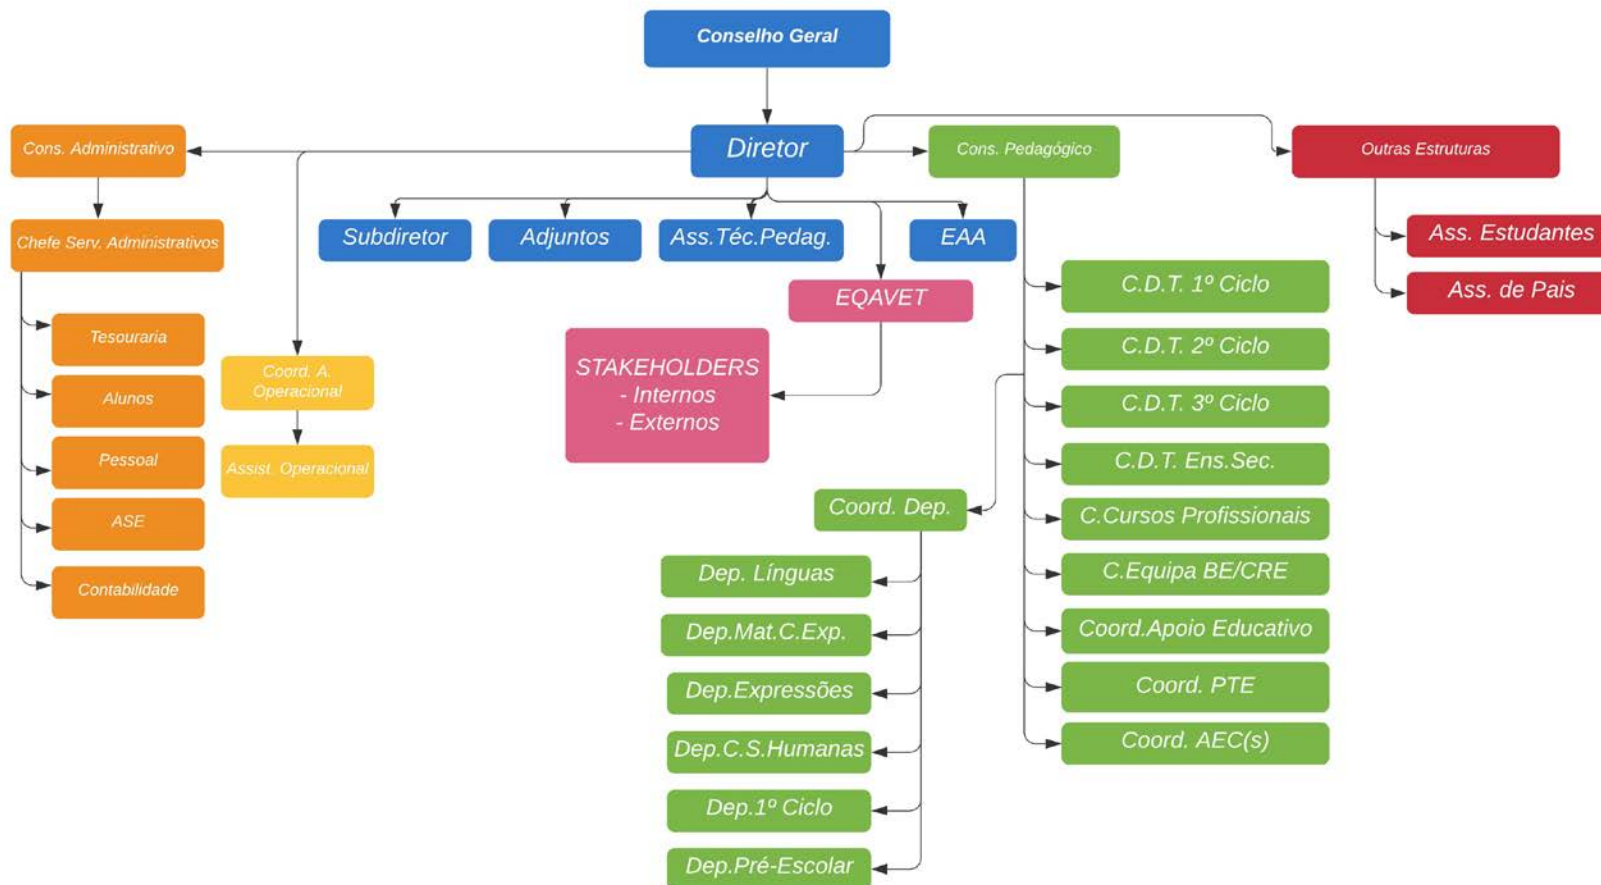 Conselho Geral
Cons. Administrativo
Diretor
Cons. Pedagógico
Outras Estruturas
Chefe Serv. Administrativos
Subdiretor
Adjuntos
Ass.Téc.Pedag.
EAA
Ass. Estudantes
Ass. de Pais
EQAVET
STAKEHOLDERS
- Internos
- Externos
Tesouraria
Alunos
Pessoal
ASE
Contabilidade
Coord. A.
Operacional
Assist. Operacional
C.D.T. 1º Ciclo
C.D.T. 2º Ciclo
C.D.T. 3º Ciclo
C.D.T. Ens.Sec.
C.Cursos Profissionais
C.Equipa BE/CRE
Coord.Apoio Educativo
Coord. PTE
Coord. AEC(s)
Coord. Dep.
Dep. Línguas
Dep.Mat.C.Exp.
Dep.Expressões
Dep.C.S.Humanas
Dep.1º Ciclo
Dep.Pré-Escolar